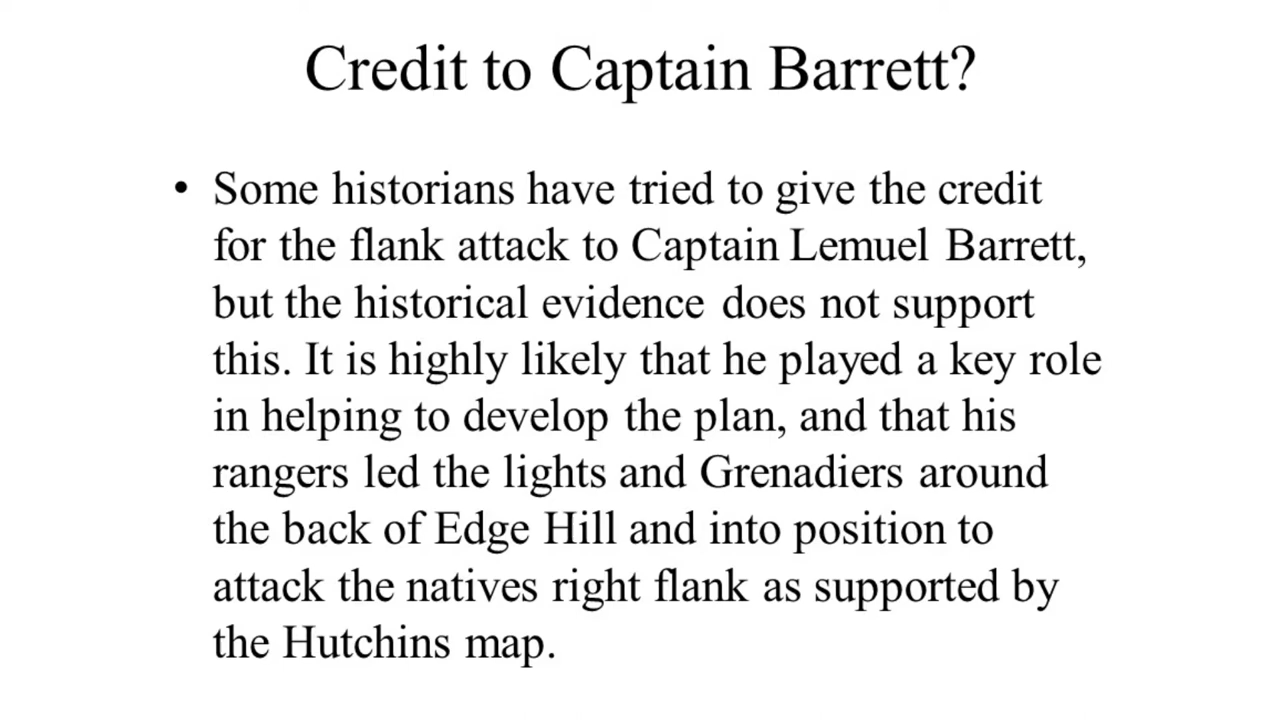 Credit to Captain Barrett?
• Some historians have tried to give the credit
for the flank attack to Captain Lemuel Barrett,
but the historical evidence does not support
this. It is highly likely that he played a key role
in helping to develop the plan, and that his
rangers led the lights and Grenadiers around
the back of Edge Hill and into position to
attack the natives right flank as supported by
the Hutchins map.